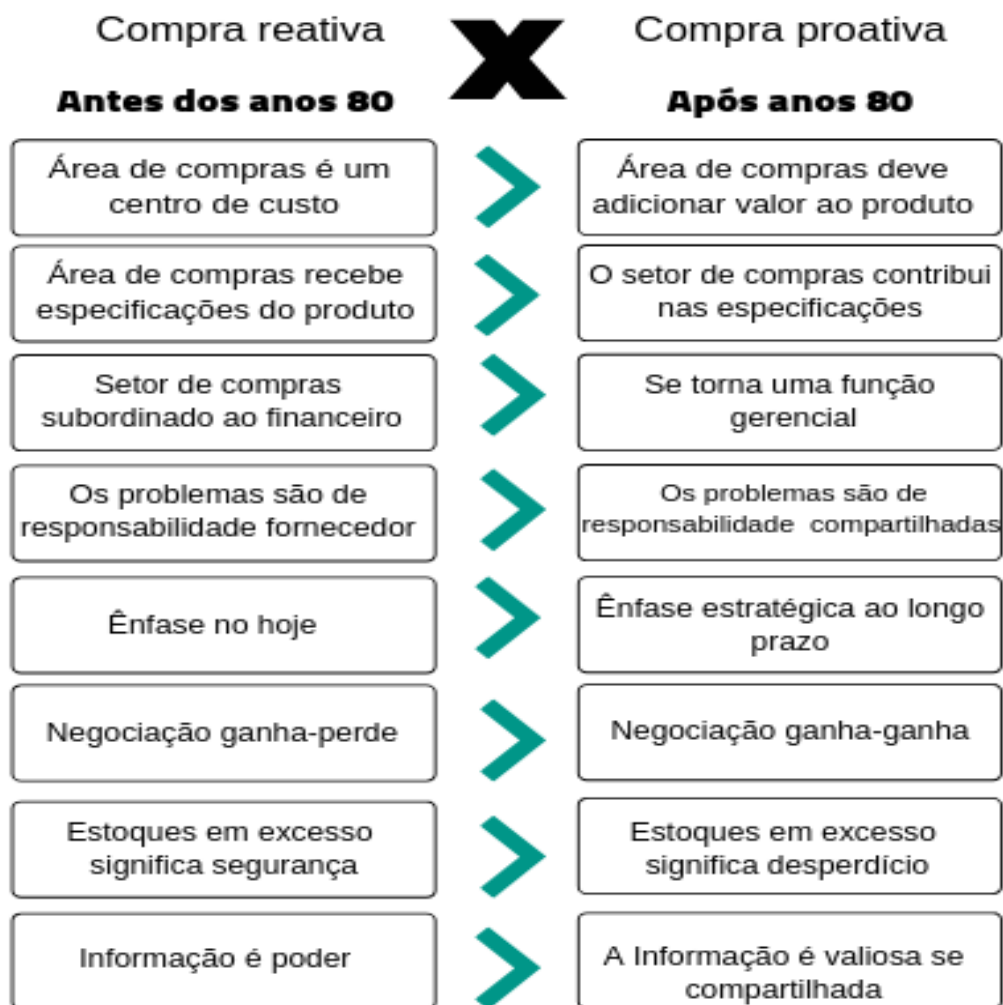 Compra reativa
X
Compra proativa
Antes dos anos 80
Após anos 80
Área de compras é um
centro de custo
Área de compras deve
adicionar valor ao produto
Área de compras recebe
especificações do produto
O setor de compras contribui
nas especificações
Setor de compras
subordinado ao financeiro
Se torna uma função
gerencial
Os problemas são de
responsabilidade fornecedor
Os problemas são de
responsabilidade compartilhadas
Ênfase no hoje
Ênfase estratégica ao longo
prazo
Negociação ganha-perde
Negociação ganha-ganha
Estoques em excesso
significa segurança
Estoques em excesso
significa desperdício
Informação é poder
A Informação é valiosa se
compartilhada